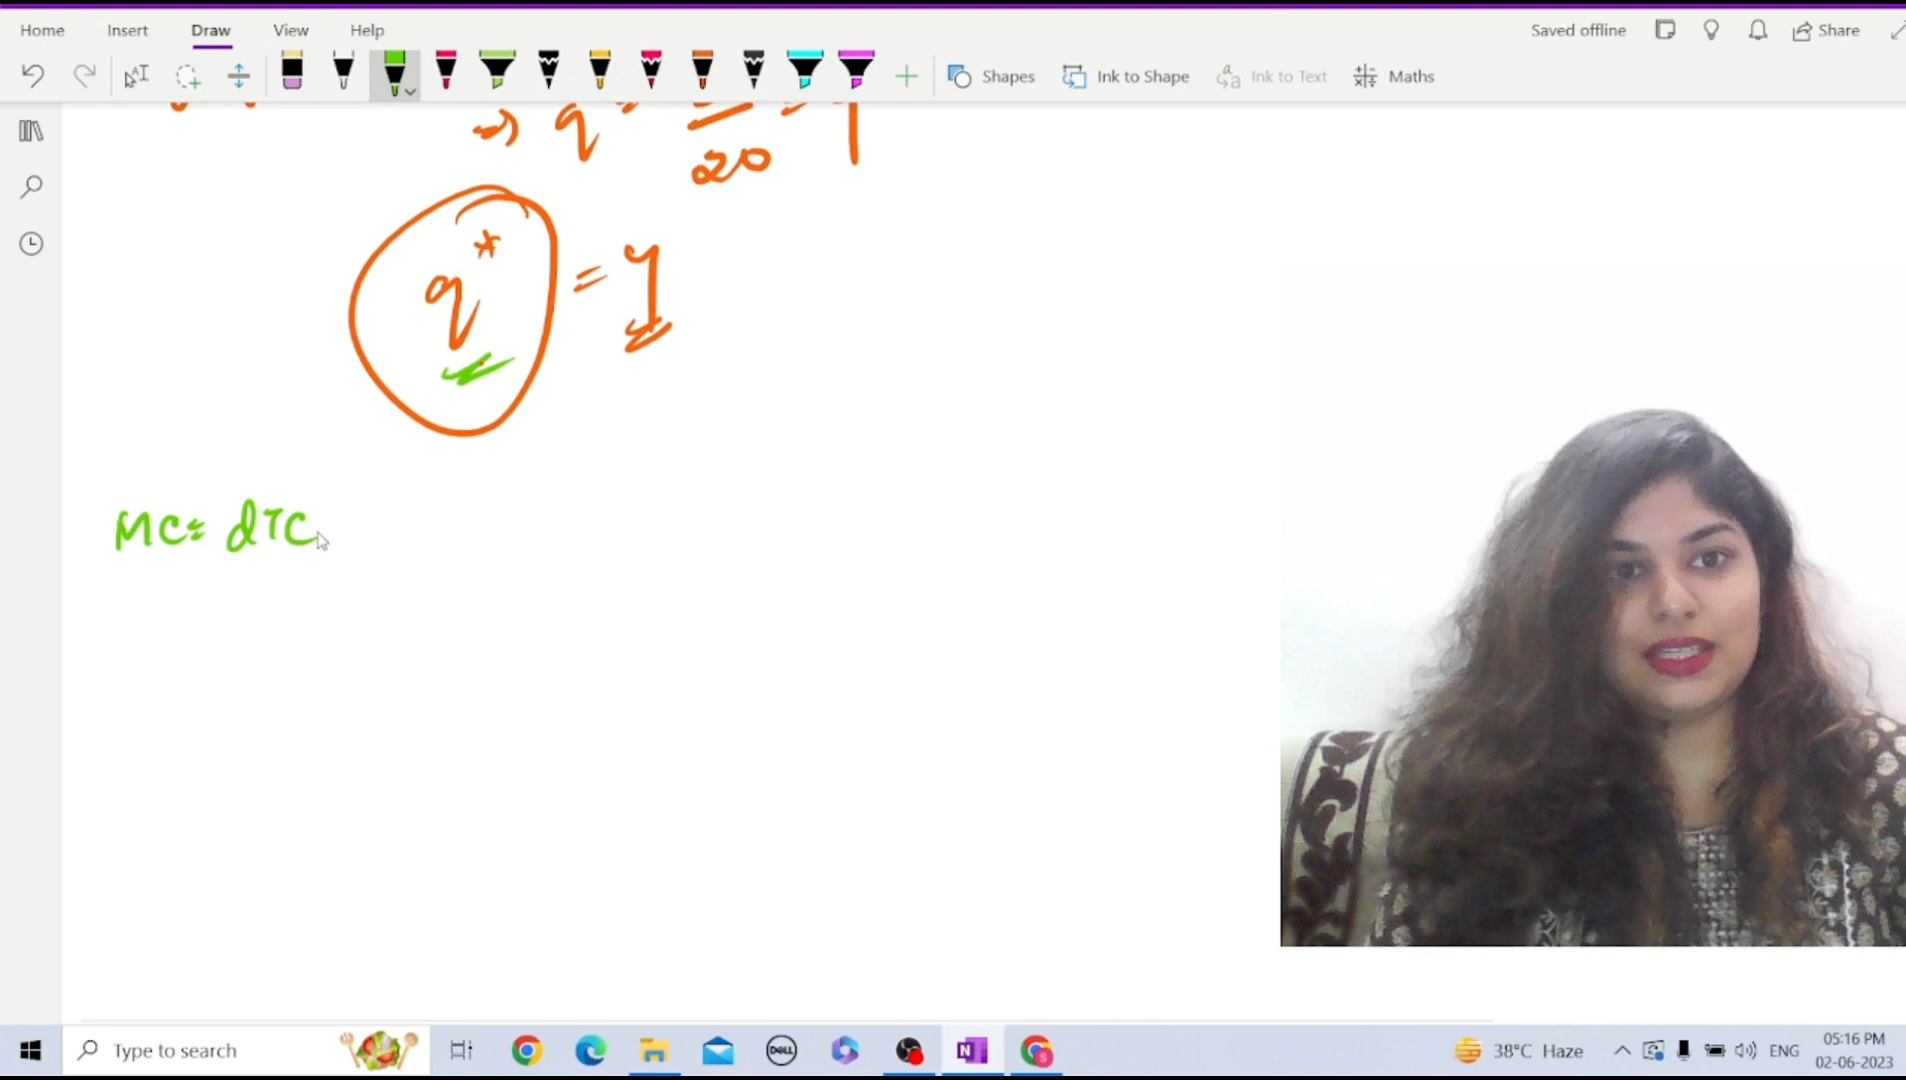 Home Insert Draw View Help Saved offline Share
Shapes Ink to Shape Ink to Text Maths
⇒ q =
20
q* =
MC = dTC
Type to search DELL N S 38°C Haze ENG 05:16 PM
02-06-2023